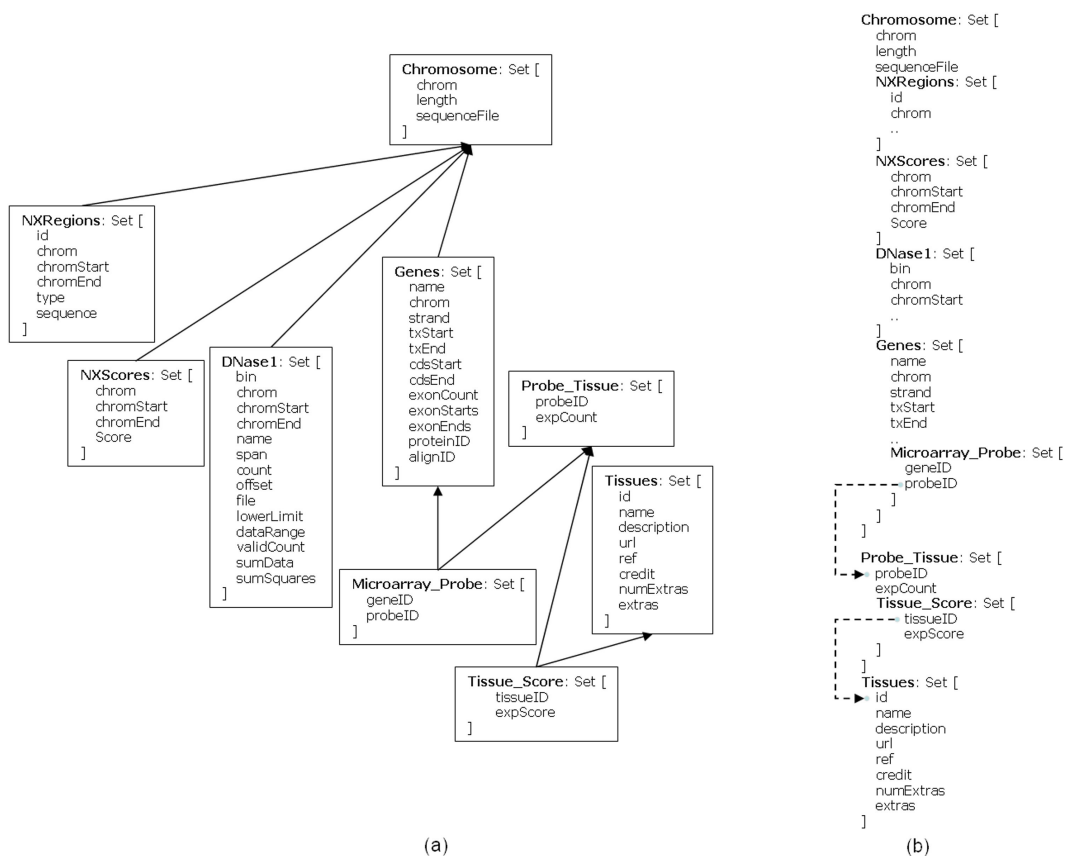 Chromosome: Set [
chrom
length
sequenceFile
]
NXRegions: Set [
id
chrom
chromStart
chromEnd
type
sequence
]
NXScores: Set [
chrom
chromStart
chromEnd
Score
]
DNase1: Set [
bin
chrom
chromStart
chromEnd
name
span
count
offset
file
lowerLimit
dataRange
validCount
sumData
sumSquares
]
Genes: Set [
name
chrom
strand
txStart
txEnd
cdsStart
cdsEnd
exonCount
exonStarts
exonEnds
proteinID
alignID
]
Probe_Tissue: Set [
probeID
expCount
]
Tissues: Set [
id
name
description
url
ref
credit
numExtras
extras
]
Microarray_Probe: Set [
geneID
probeID
]
Tissue_Score: Set [
tissueID
expScore
]
(a)
Chromosome: Set [
chrom
length
sequenceFile
NXRegions: Set [
id
chrom
..
]
NXScores: Set [
chrom
chromStart
chromEnd
Score
]
DNase1: Set [
bin
chrom
chromStart
..
]
Genes: Set [
name
chrom
strand
txStart
txEnd
..
Microarray_Probe: Set [
geneID
probeID
]
]
]
Probe_Tissue: Set [
probeID
expCount
Tissue_Score: Set [
tissueID
expScore
]
]
Tissues: Set [
id
name
description
url
ref
credit
numExtras
extras
]
(b)